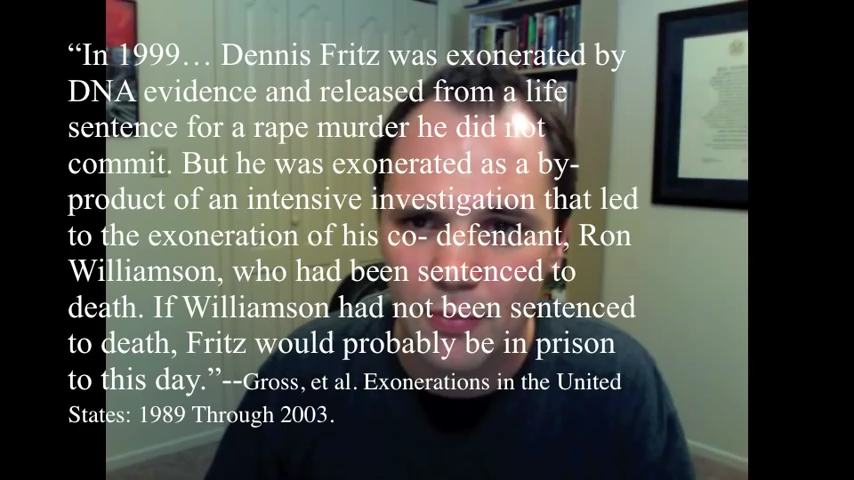 “In 1999… Dennis Fritz was exonerated by
DNA evidence and released from a life
sentence for a rape murder he did not
commit. But he was exonerated as a by-
product of an intensive investigation that led
to the exoneration of his co- defendant, Ron
Williamson, who had been sentenced to
death. If Williamson had not been sentenced
to death, Fritz would probably be in prison
to this day.”--Gross, et al. Exonerations in the United
States: 1989 Through 2003.